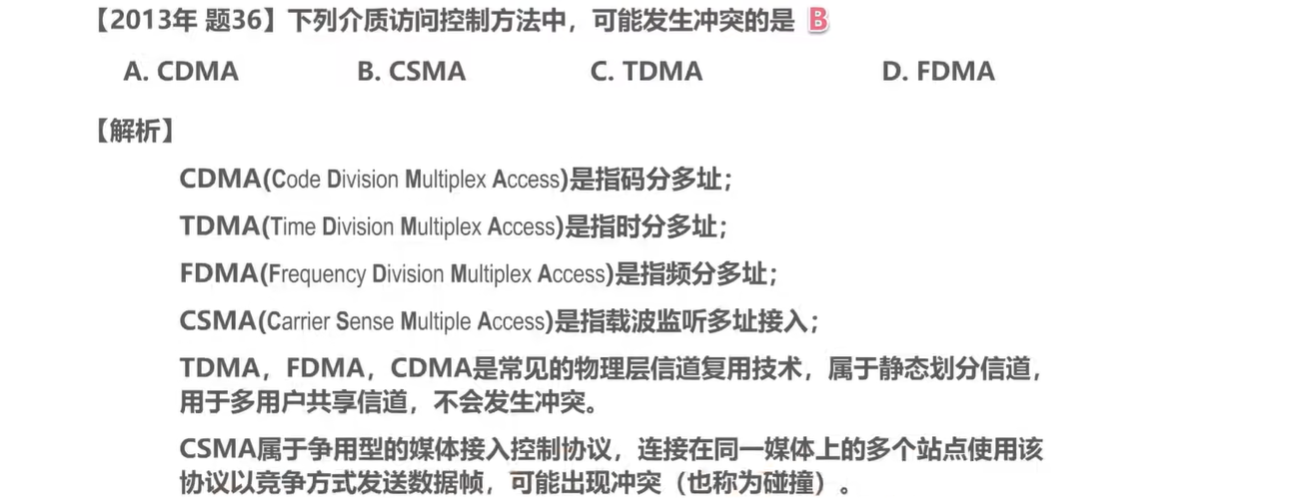 【2013年 题36】下列介质访问控制方法中，可能发生冲突的是 B
A. CDMA B. CSMA C. TDMA D. FDMA
【解析】
CDMA(Code Division Multiplex Access)是指码分多址；
TDMA(Time Division Multiplex Access)是指时分多址；
FDMA(Frequency Division Multiplex Access)是指频分多址；
CSMA(Carrier Sense Multiple Access)是指载波监听多址接入；
TDMA，FDMA，CDMA是常见的物理层信道复用技术，属于静态划分信道，
用于多用户共享信道，不会发生冲突。
CSMA属于争用型的媒体接入控制协议，连接在同一媒体上的多个站点使用该
协议以竞争方式发送数据帧，可能出现冲突（也称为碰撞）。